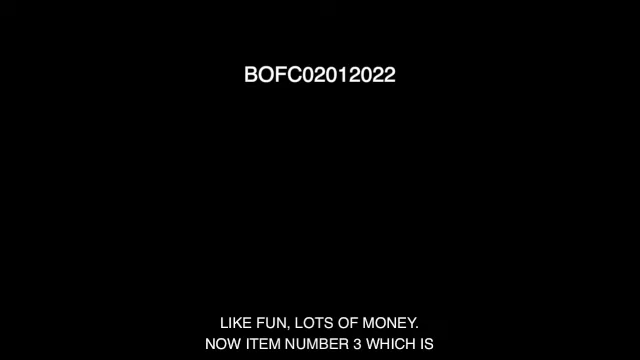 BOFC02012022
LIKE FUN, LOTS OF MONEY.
NOW ITEM NUMBER 3 WHICH IS